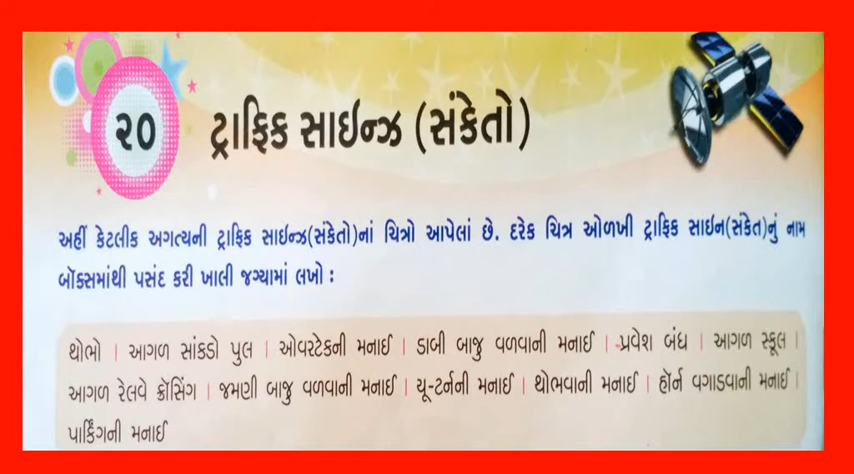 ૨૦ ટ્રાફિક સાઇન્ઝ (સંકેતો)
અહીં કેટલીક અગત્યની ટ્રાફિક સાઇન્ઝ(સંકેતો)નાં ચિત્રો આપેલાં છે. દરેક ચિત્ર ઓળખી ટ્રાફિક સાઇન(સંકેત)નું નામ
બૉક્સમાંથી પસંદ કરી ખાલી જગ્યામાં લખો :
થોભો | આગળ સાંકડો પુલ | ઓવરટેકની મનાઈ | ડાબી બાજુ વળવાની મનાઈ | પ્રવેશ બંધ | આગળ સ્કૂલ |
આગળ રેલવે ક્રૉસિંગ | જમણી બાજુ વળવાની મનાઈ | યૂ-ટર્નની મનાઈ | થોભવાની મનાઈ | હૉર્ન વગાડવાની મનાઈ |
પાર્કિંગની મનાઈ